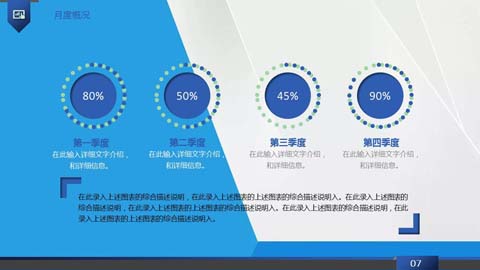 月度概况
80%
50%
45%
90%
第一季度
第二季度
第三季度
第四季度
在此输入详细文字介绍,
和详细信息。
在此输入详细文字介绍,
和详细信息。
在此输入详细文字介绍,
和详细信息。
在此输入详细文字介绍,
和详细信息。
在此录入上述图表的综合描述说明,在此录入上述图表的上述图表的综合描述说明入。在此录入上述图表的
综合描述说明,在此录入上述图表的上述图表的综合描述说明入。在此录入上述图表的综合描述说明,在此
录入上述图表的上述图表的综合描述说明入。
07